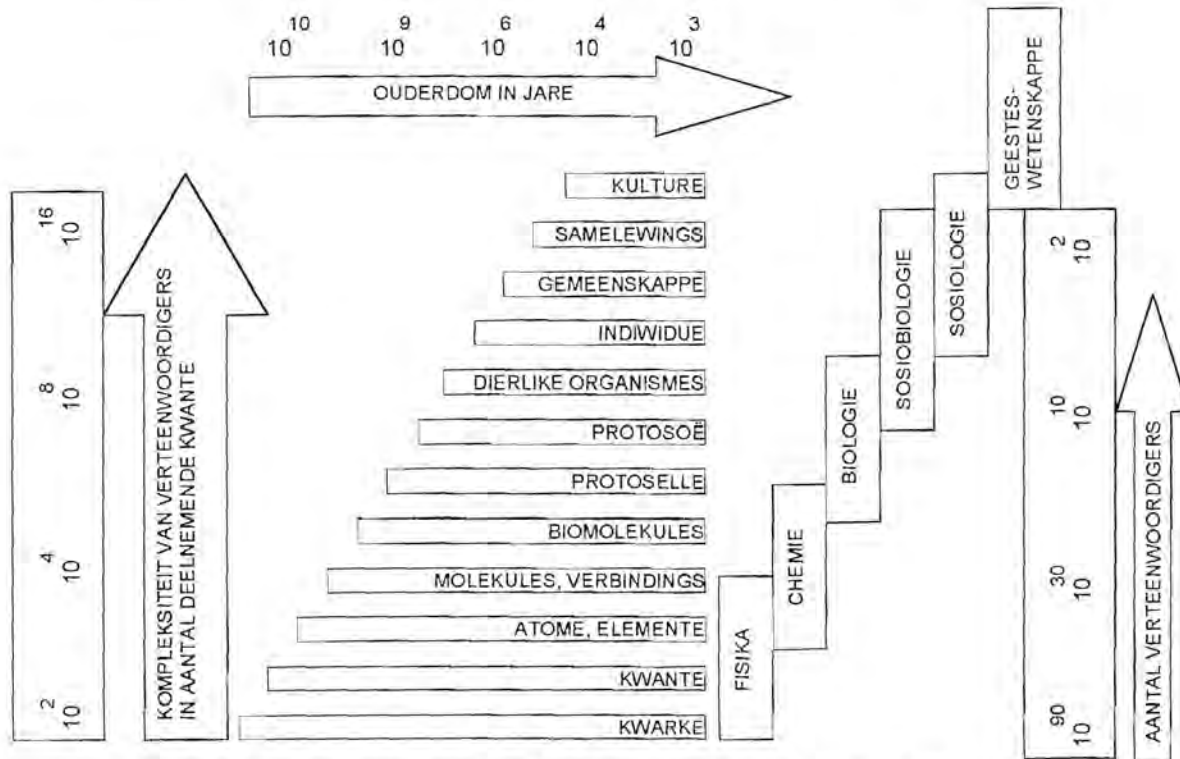 10 9 6 4 3
10 10 10 10 10
OUDERDOM IN JARE
KULTURE
SAMELEWINGS
GEMEENSKAPPE
INDIWIDUE
DIERLIKE ORGANISMES
PROTOSOË
PROTOSELLE
BIOMOLEKULES
MOLEKULES, VERBINDINGS
ATOME, ELEMENTE
KWANTE
KWARKE
16
10
8
10
4
10
2
10
KOMPLEKSITEIT VAN VERTEENWOORDIGERS
IN AANTAL DEELNEMENDE KWANTE
FISIKA
CHEMIE
BIOLOGIE
SOSIOBIOLOGIE
SOSIOLOGIE
GEESTES-
WETENSKAPPE
2
10
10
10
30
10
90
10
AANTAL VERTEENWOORDIGERS